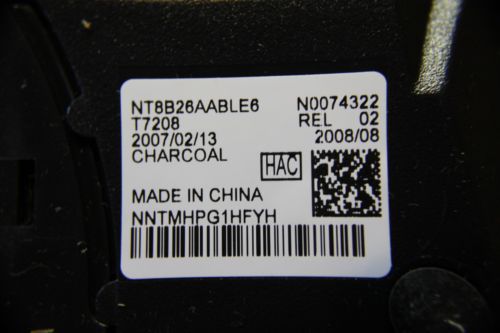 NT8B26AABLE6 N0074322
T7208 REL 02
2007/02/13 2008/08
CHARCOAL HAC
MADE IN CHINA
NNTMHPG1HFYH